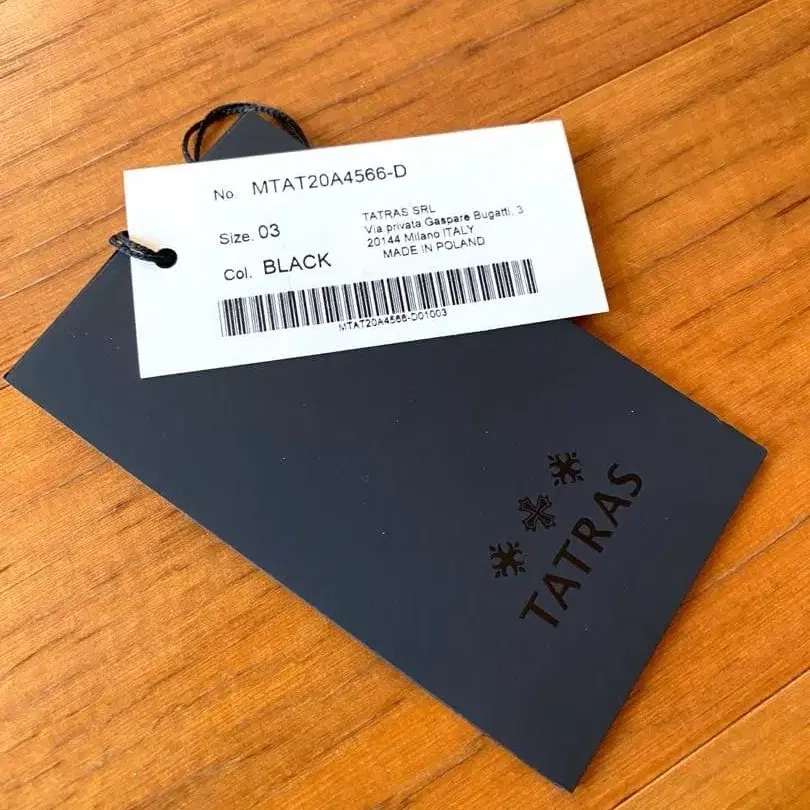 No. MTAT20A4566-D
Size. 03
Col. BLACK
TATRAS SRL
Via privata Gaspare Bugatti, 3
20144 Milano ITALY
MADE IN POLAND
MTAT20A4566-D01003
TATRAS